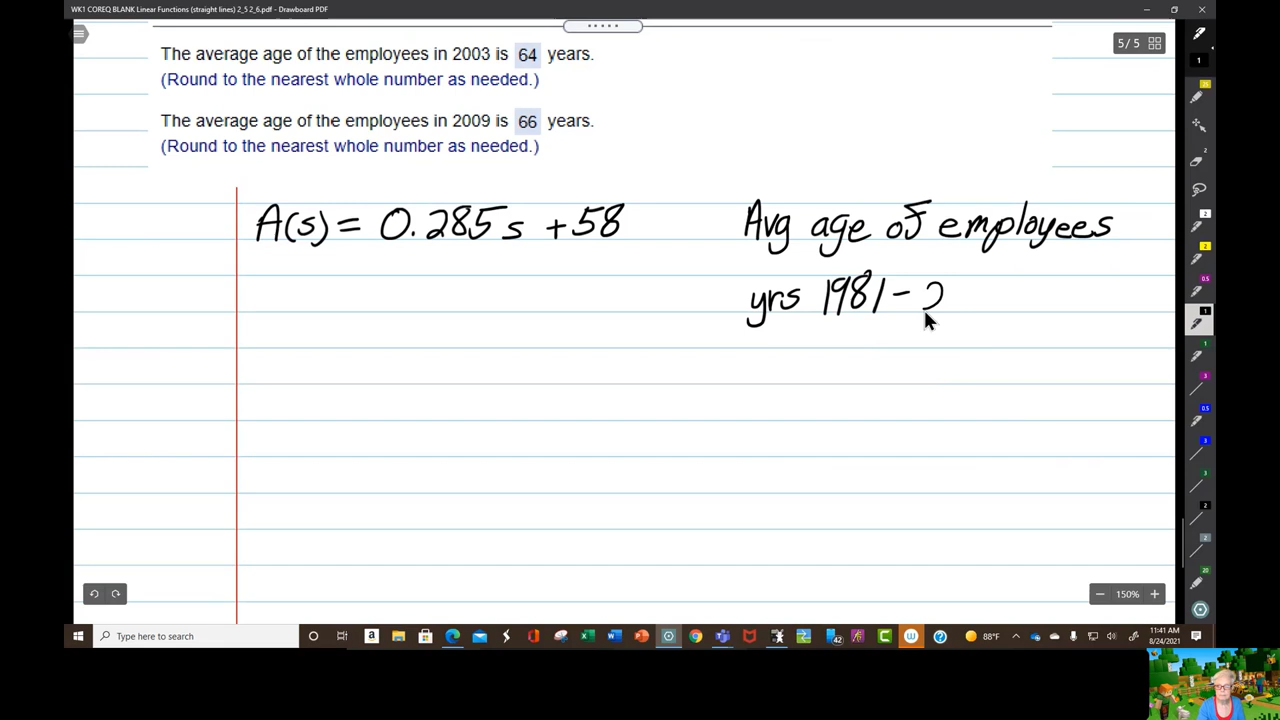 WK1 COREQ BLANK Linear Functions (straight lines) 2_5 2_6.pdf - Drawboard PDF
5 / 5
The average age of the employees in 2003 is 64 years.
(Round to the nearest whole number as needed.)
The average age of the employees in 2009 is 66 years.
(Round to the nearest whole number as needed.)
A(s) = 0.285s + 58
Avg age of employees
yrs 1981 - 2
150%
Type here to search
88°F
11:41 AM
8/24/2021